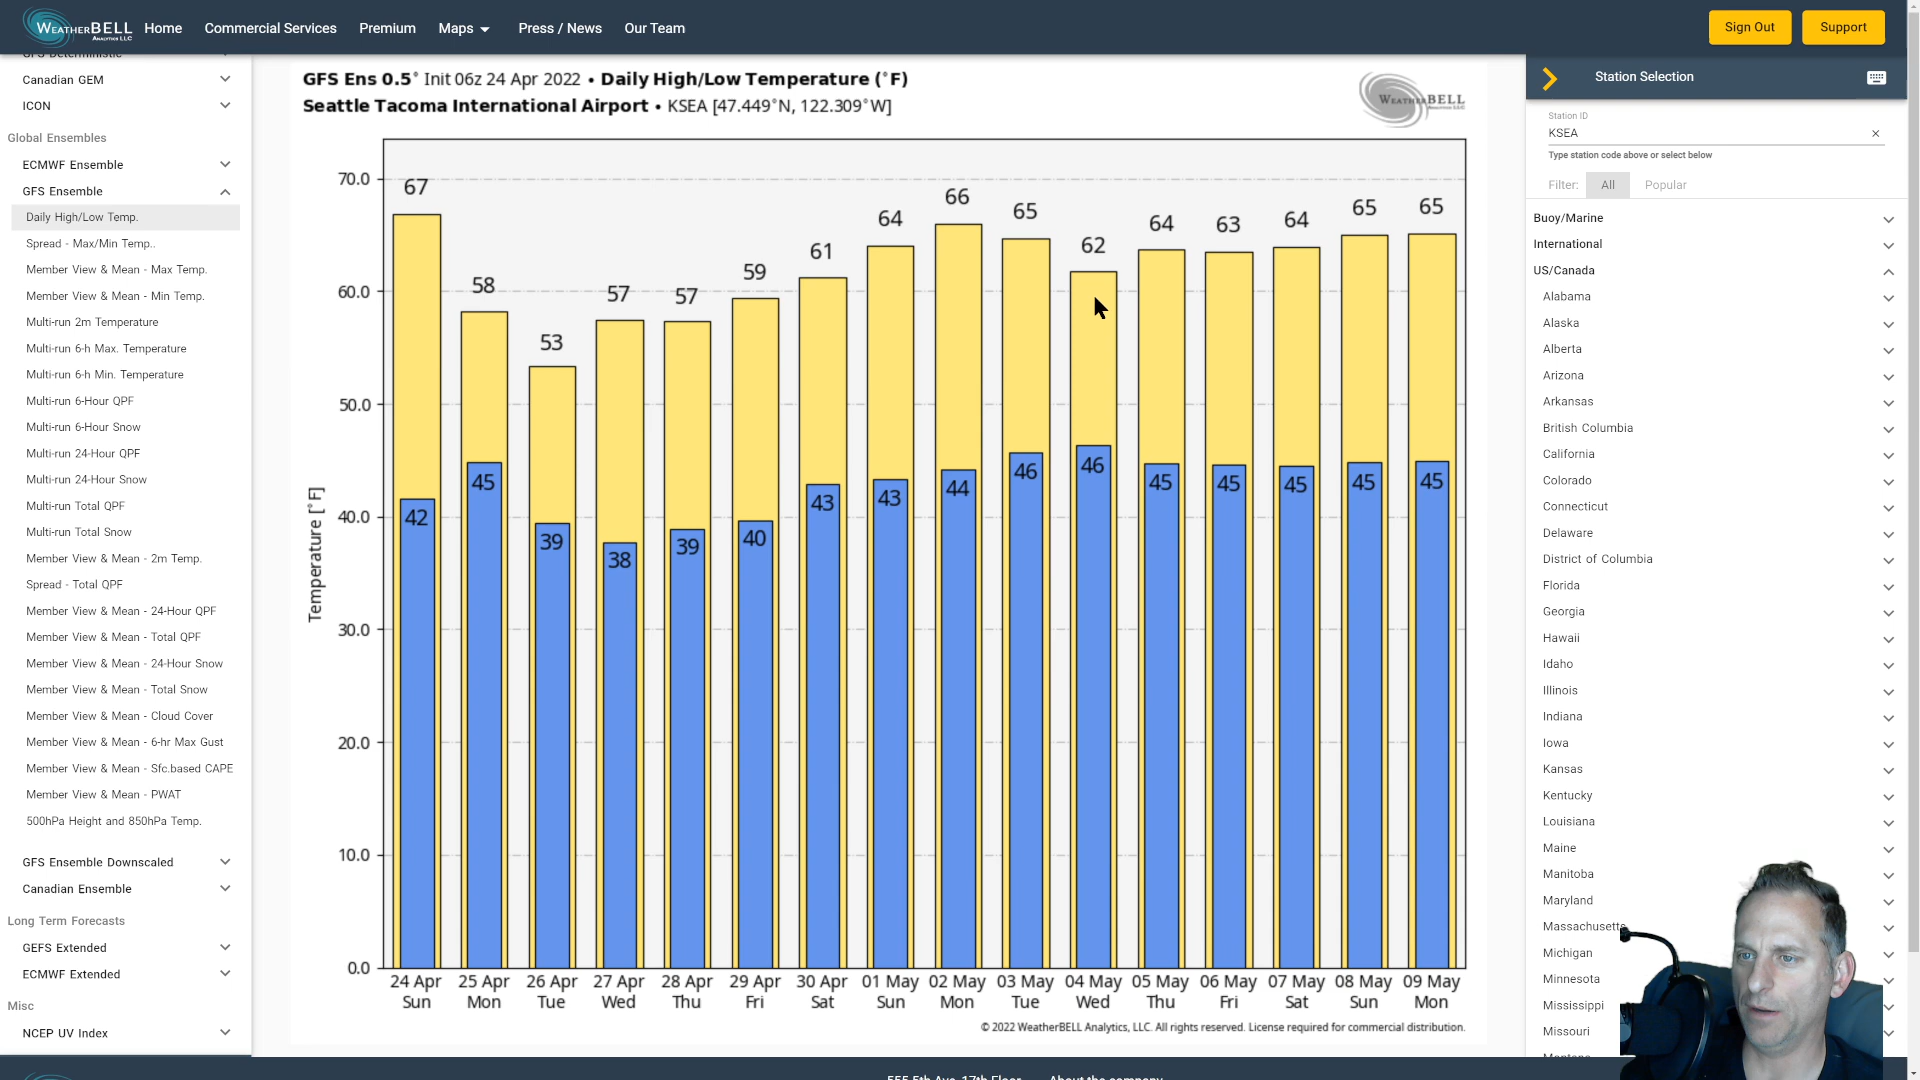 WEATHERBELL
ANALYTICS LLC
Home
Commercial Services
Premium
Maps
Press / News
Our Team
Sign Out
Support
GFS Deterministic
Canadian GEM
ICON
Global Ensembles
ECMWF Ensemble
GFS Ensemble
Daily High/Low Temp.
Spread - Max/Min Temp..
Member View & Mean - Max Temp.
Member View & Mean - Min Temp.
Multi-run 2m Temperature
Multi-run 6-h Max. Temperature
Multi-run 6-h Min. Temperature
Multi-run 6-Hour QPF
Multi-run 6-Hour Snow
Multi-run 24-Hour QPF
Multi-run 24-Hour Snow
Multi-run Total QPF
Multi-run Total Snow
Member View & Mean - 2m Temp.
Spread - Total QPF
Member View & Mean - 24-Hour QPF
Member View & Mean - Total QPF
Member View & Mean - 24-Hour Snow
Member View & Mean - Total Snow
Member View & Mean - Cloud Cover
Member View & Mean - 6-hr Max Gust
Member View & Mean - Sfc.based CAPE
Member View & Mean - PWAT
500hPa Height and 850hPa Temp.
GFS Ensemble Downscaled
Canadian Ensemble
Long Term Forecasts
GEFS Extended
ECMWF Extended
Misc
NCEP UV Index
GFS Ens 0.5° Init 06z 24 Apr 2022 • Daily High/Low Temperature (°F)
Seattle Tacoma International Airport • KSEA [47.449°N, 122.309°W]
WEATHERBELL
Temperature [°F]
70.0
60.0
50.0
40.0
30.0
20.0
10.0
0.0
67 58 53 57 57 59 61 64 66 65 62 64 63 64 65 65
42 45 39 38 39 40 43 43 44 46 46 45 45 45 45 45
24 Apr 25 Apr 26 Apr 27 Apr 28 Apr 29 Apr 30 Apr 01 May 02 May 03 May 04 May 05 May 06 May 07 May 08 May 09 May
Sun Mon Tue Wed Thu Fri Sat Sun Mon Tue Wed Thu Fri Sat Sun Mon
© 2022 WeatherBELL Analytics, LLC. All rights reserved. License required for commercial distribution.
Station Selection
Station ID
KSEA
×
Type station code above or select below
Filter: All Popular
Buoy/Marine
International
US/Canada
Alabama
Alaska
Alberta
Arizona
Arkansas
British Columbia
California
Colorado
Connecticut
Delaware
District of Columbia
Florida
Georgia
Hawaii
Idaho
Illinois
Indiana
Iowa
Kansas
Kentucky
Louisiana
Maine
Manitoba
Maryland
Massachusetts
Michigan
Minnesota
Mississippi
Missouri
Montana
555 5th Ave, 17th Floor
About the company